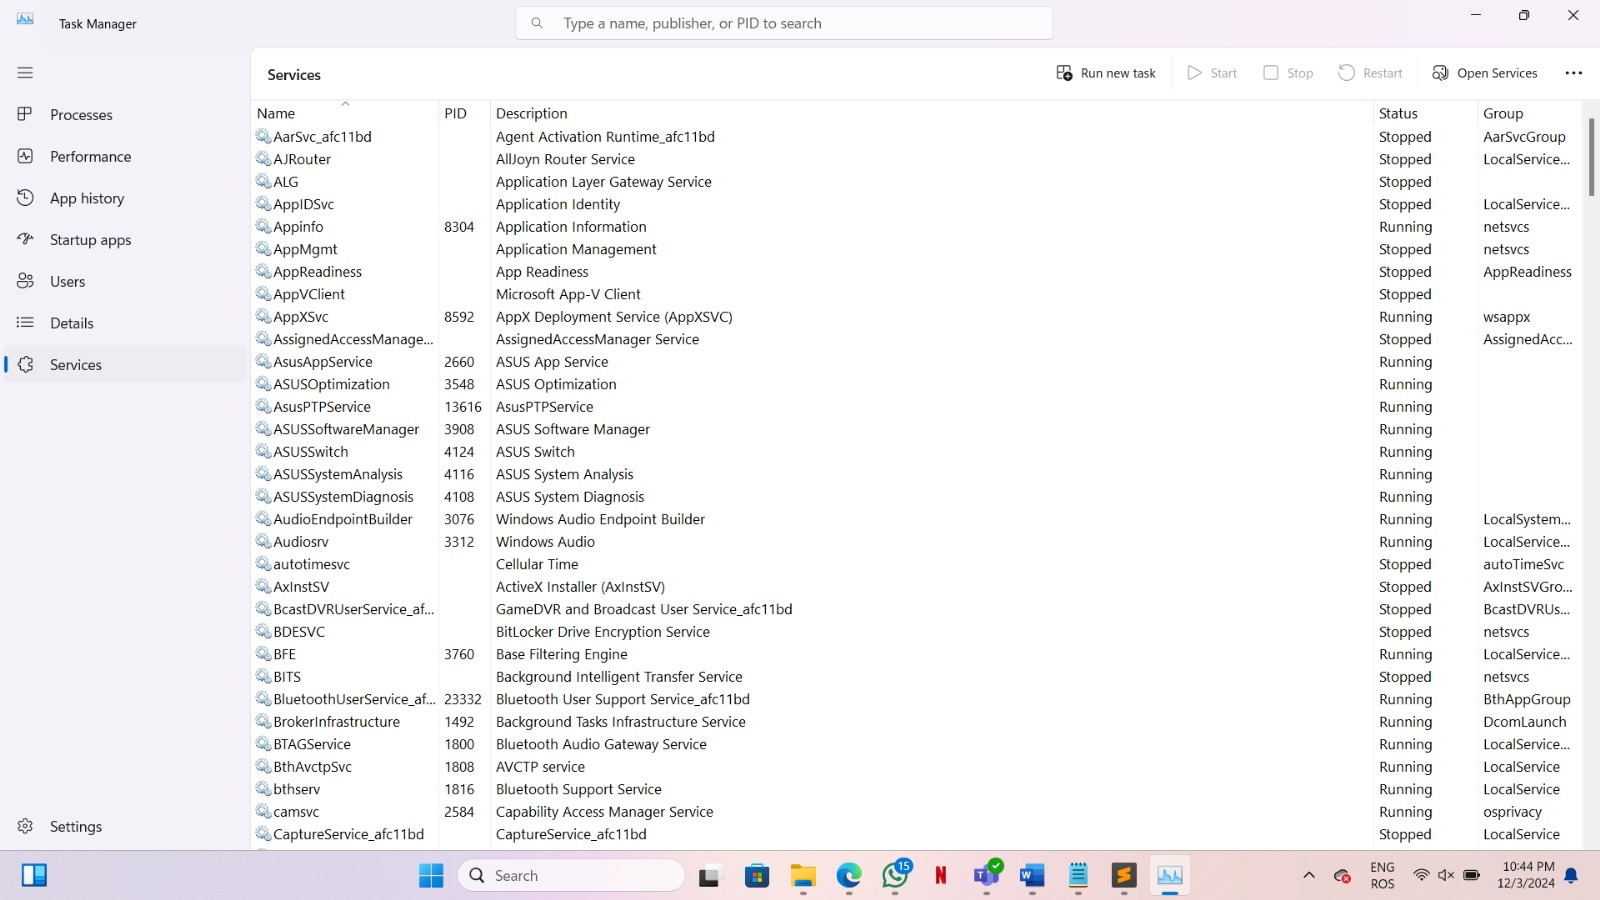 Task Manager
Type a name, publisher, or PID to search
Services
Run new task
Start
Stop
Restart
Open Services
Processes
Performance
App history
Startup apps
Users
Details
Services
Settings
Name PID Description Status Group
AarSvc_afc11bd Agent Activation Runtime_afc11bd Stopped AarSvcGroup
AJRouter AllJoyn Router Service Stopped LocalService...
ALG Application Layer Gateway Service Stopped
AppIDSvc Application Identity Stopped LocalService...
Appinfo 8304 Application Information Running netsvcs
AppMgmt Application Management Stopped netsvcs
AppReadiness App Readiness Stopped AppReadiness
AppVClient Microsoft App-V Client Stopped
AppXSvc 8592 AppX Deployment Service (AppXSVC) Running wsappx
AssignedAccessManage... AssignedAccessManager Service Stopped AssignedAcc...
AsusAppService 2660 ASUS App Service Running
ASUSOptimization 3548 ASUS Optimization Running
AsusPTPService 13616 AsusPTPService Running
ASUSSoftwareManager 3908 ASUS Software Manager Running
ASUSSwitch 4124 ASUS Switch Running
ASUSSystemAnalysis 4116 ASUS System Analysis Running
ASUSSystemDiagnosis 4108 ASUS System Diagnosis Running
AudioEndpointBuilder 3076 Windows Audio Endpoint Builder Running LocalSystem...
Audiosrv 3312 Windows Audio Running LocalService...
autotimesvc Cellular Time Stopped autoTimeSvc
AxInstSV ActiveX Installer (AxInstSV) Stopped AxInstSVGro...
BcastDVRUserService_af... GameDVR and Broadcast User Service_afc11bd Stopped BcastDVRUs...
BDESVC BitLocker Drive Encryption Service Stopped netsvcs
BFE 3760 Base Filtering Engine Running LocalService...
BITS Background Intelligent Transfer Service Stopped netsvcs
BluetoothUserService_af... 23332 Bluetooth User Support Service_afc11bd Running BthAppGroup
BrokerInfrastructure 1492 Background Tasks Infrastructure Service Running DcomLaunch
BTAGService 1800 Bluetooth Audio Gateway Service Running LocalService...
BthAvctpSvc 1808 AVCTP service Running LocalService
bthserv 1816 Bluetooth Support Service Running LocalService
camsvc 2584 Capability Access Manager Service Running osprivacy
CaptureService_afc11bd CaptureService_afc11bd Stopped LocalService
Search
15
N
T
W
S
ENG
ROS
10:44 PM
12/3/2024